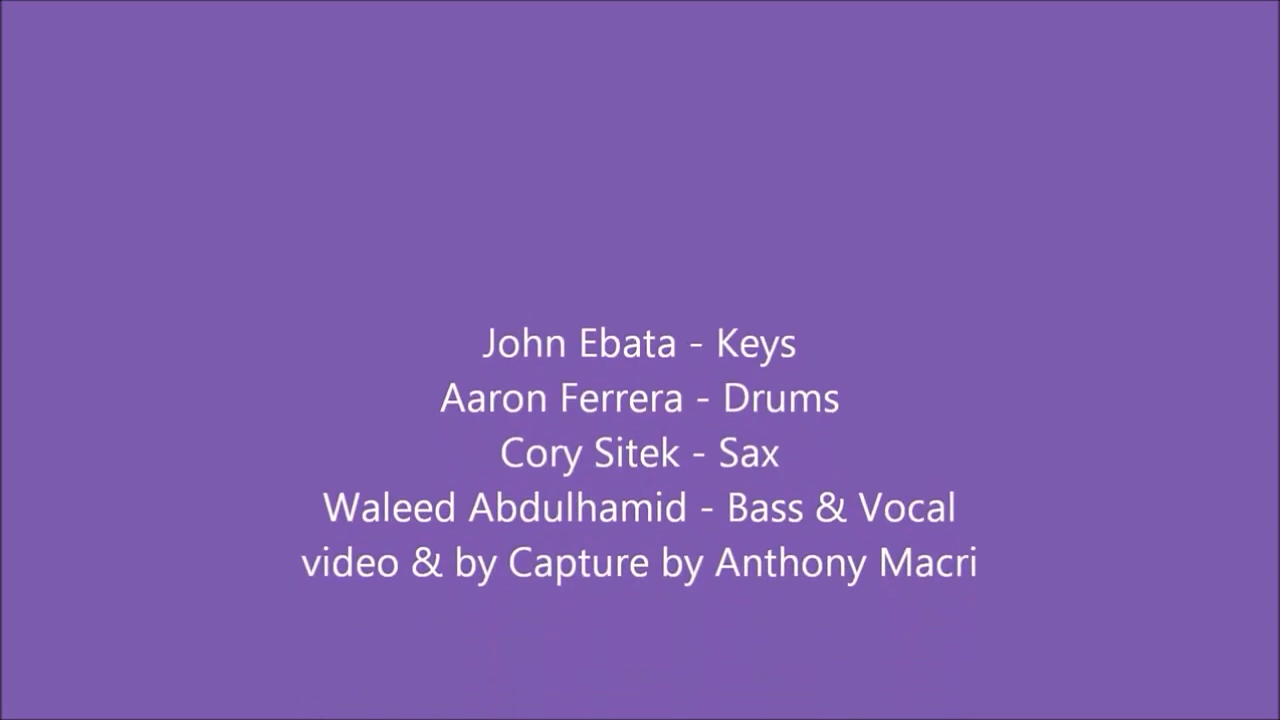 John Ebata - Keys
Aaron Ferrera - Drums
Cory Sitek - Sax
Waleed Abdulhamid - Bass & Vocal
video & by Capture by Anthony Macri